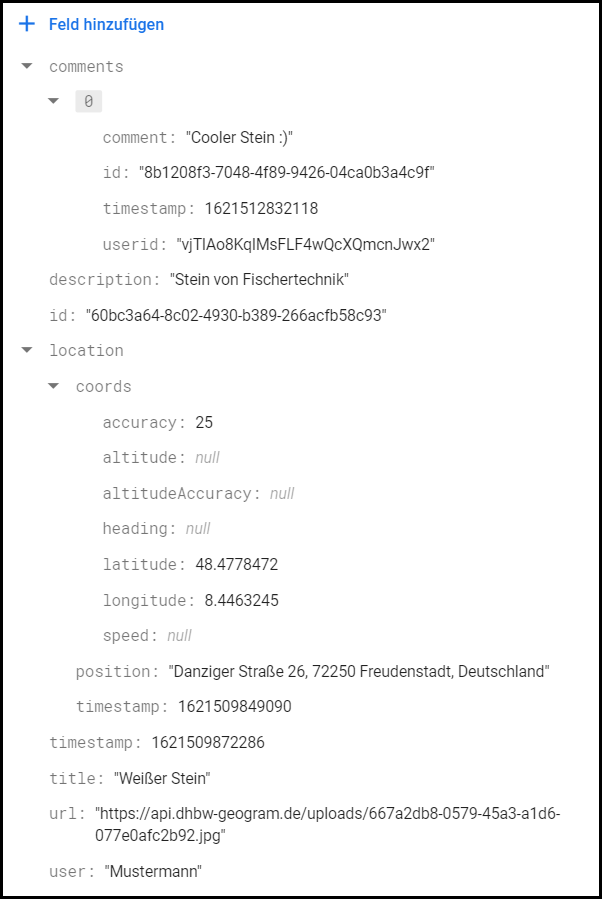 + Feld hinzufügen
comments
0
comment: "Cooler Stein :)"
id: "8b1208f3-7048-4f89-9426-04ca0b3a4c9f"
timestamp: 1621512832118
userid: "vjTlAo8KqlMsFLF4wQcXQmcnJwx2"
description: "Stein von Fischertechnik"
id: "60bc3a64-8c02-4930-b389-266acfb58c93"
location
coords
accuracy: 25
altitude: null
altitudeAccuracy: null
heading: null
latitude: 48.4778472
longitude: 8.4463245
speed: null
position: "Danziger Straße 26, 72250 Freudenstadt, Deutschland"
timestamp: 1621509849090
timestamp: 1621509872286
title: "Weißer Stein"
url: "https://api.dhbw-geogram.de/uploads/667a2db8-0579-45a3-a1d6-
077e0afc2b92.jpg"
user: "Mustermann"